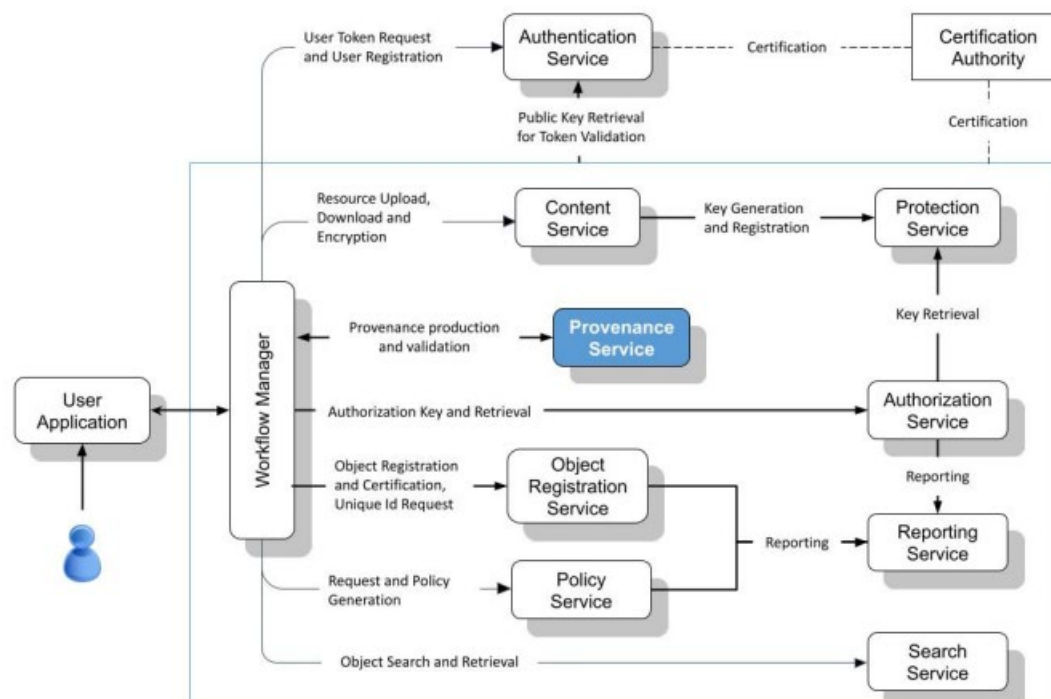 User Token Request
and User Registration
Authentication
Service
Certification
Certification
Authority
Public Key Retrieval
for Token Validation
Certification
Resource Upload,
Download and
Encryption
Content
Service
Key Generation
and Registration
Protection
Service
Provenance production
and validation
Provenance
Service
Key Retrieval
User
Application
Workflow Manager
Authorization Key and Retrieval
Authorization
Service
Object Registration
and Certification,
Unique Id Request
Object
Registration
Service
Reporting
Reporting
Reporting
Service
Request and Policy
Generation
Policy
Service
Object Search and Retrieval
Search
Service